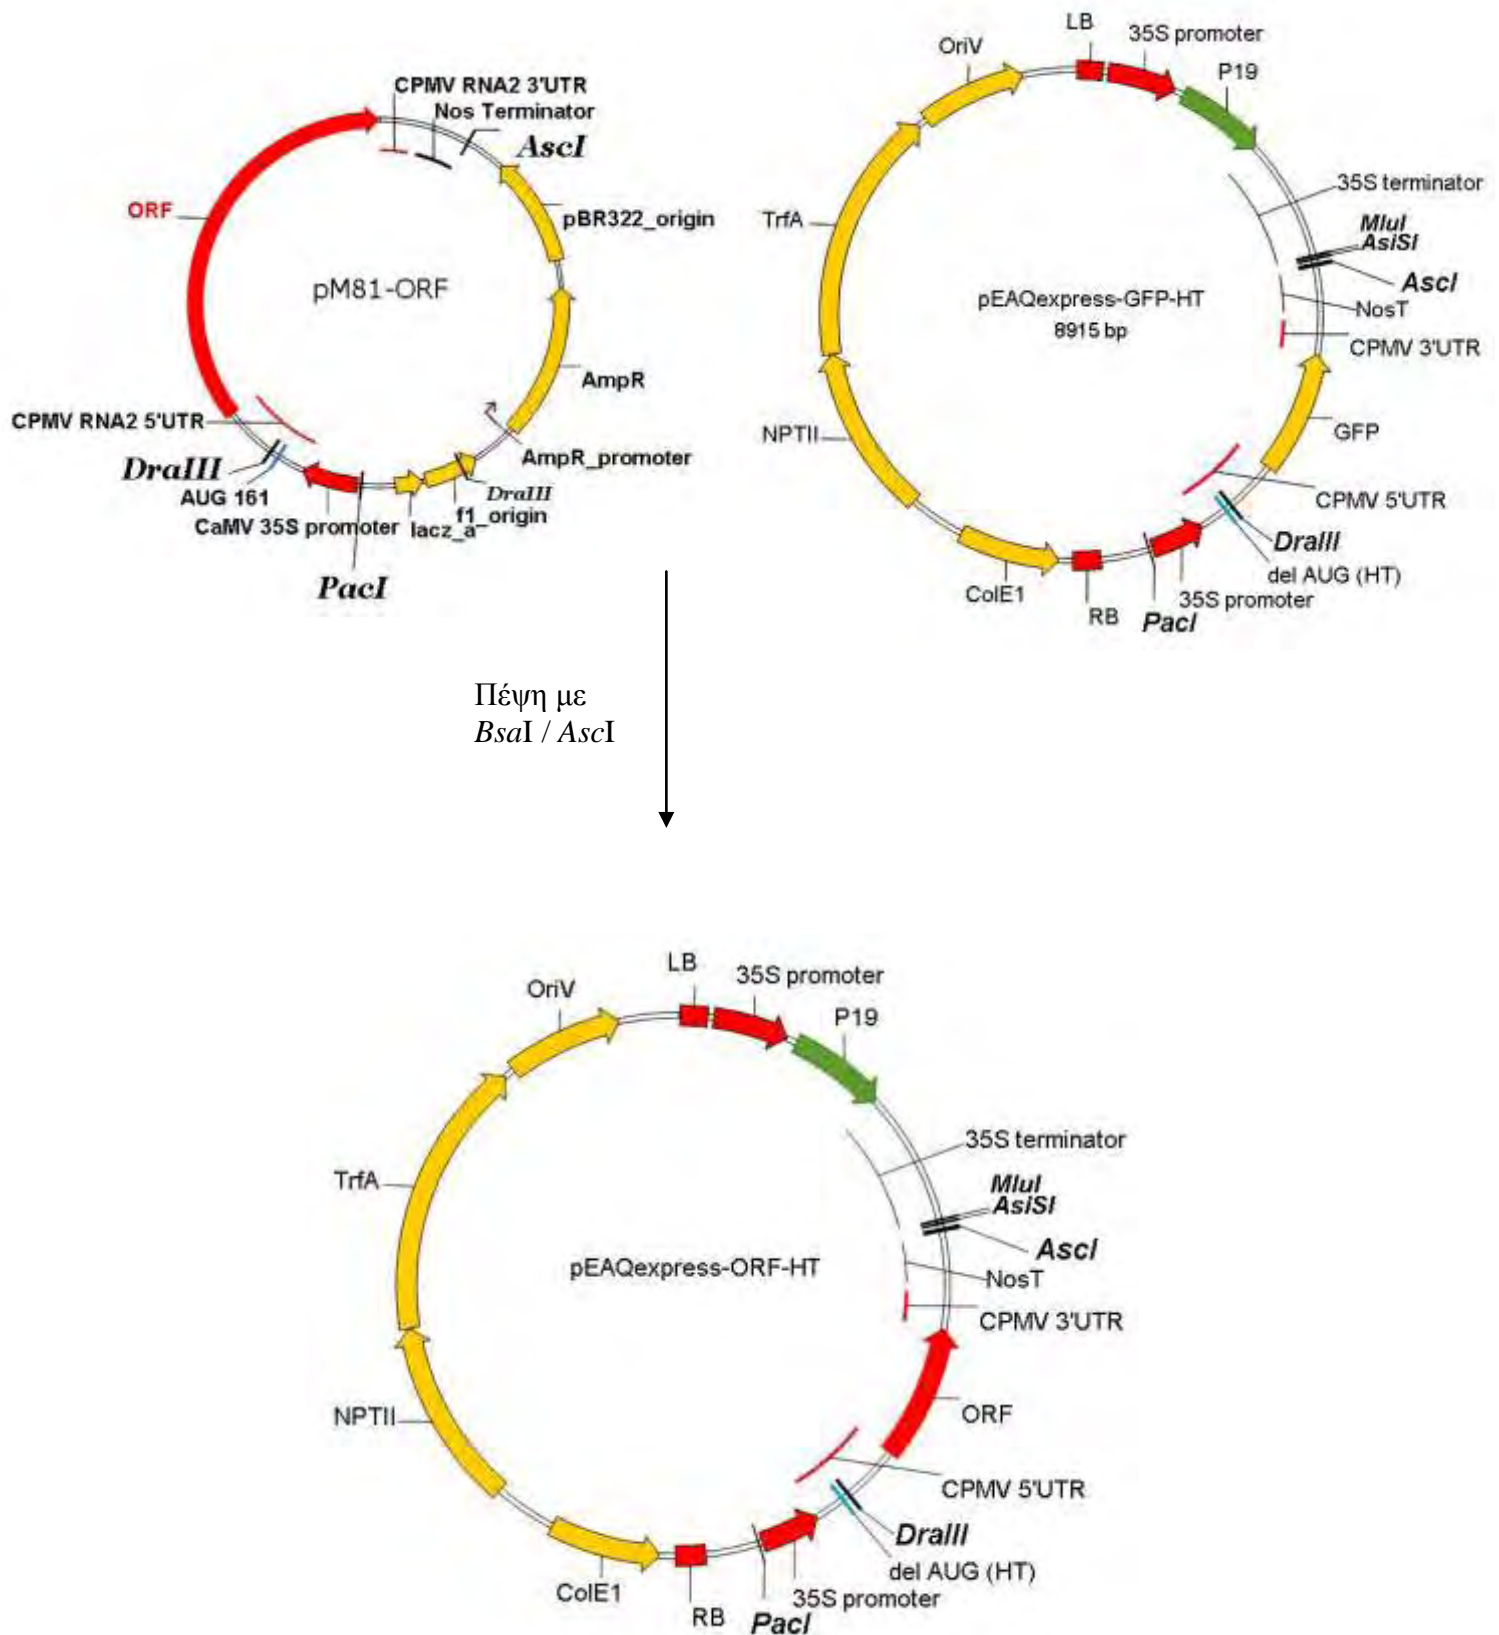 CPMV RNA2 3'UTR
Nos Terminator
AscI
ORF
pBR322_origin
pM81-ORF
AmpR
CPMV RNA2 5'UTR
DraIII
AUG 161
CaMV 35S promoter
AmpR_promoter
DraIII
f1_origin
lacz_a
PacI
LB
35S promoter
OriV
P19
35S terminator
TrfA
MluI
AsiSI
AscI
pEAQexpress-GFP-HT
8915 bp
NosT
CPMV 3'UTR
NPTII
GFP
CPMV 5'UTR
DraIII
del AUG (HT)
ColE1
35S promoter
RB
PacI
Πέψη με
BsaI / AscI
LB
35S promoter
OriV
P19
35S terminator
TrfA
MluI
AsiSI
AscI
pEAQexpress-ORF-HT
NosT
CPMV 3'UTR
NPTII
ORF
CPMV 5'UTR
DraIII
del AUG (HT)
ColE1
35S promoter
RB
PacI